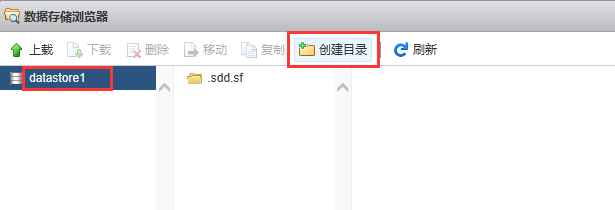 数据存储浏览器
上载 下载 删除 移动 复制 创建目录 刷新
datastore1 .sdd.sf